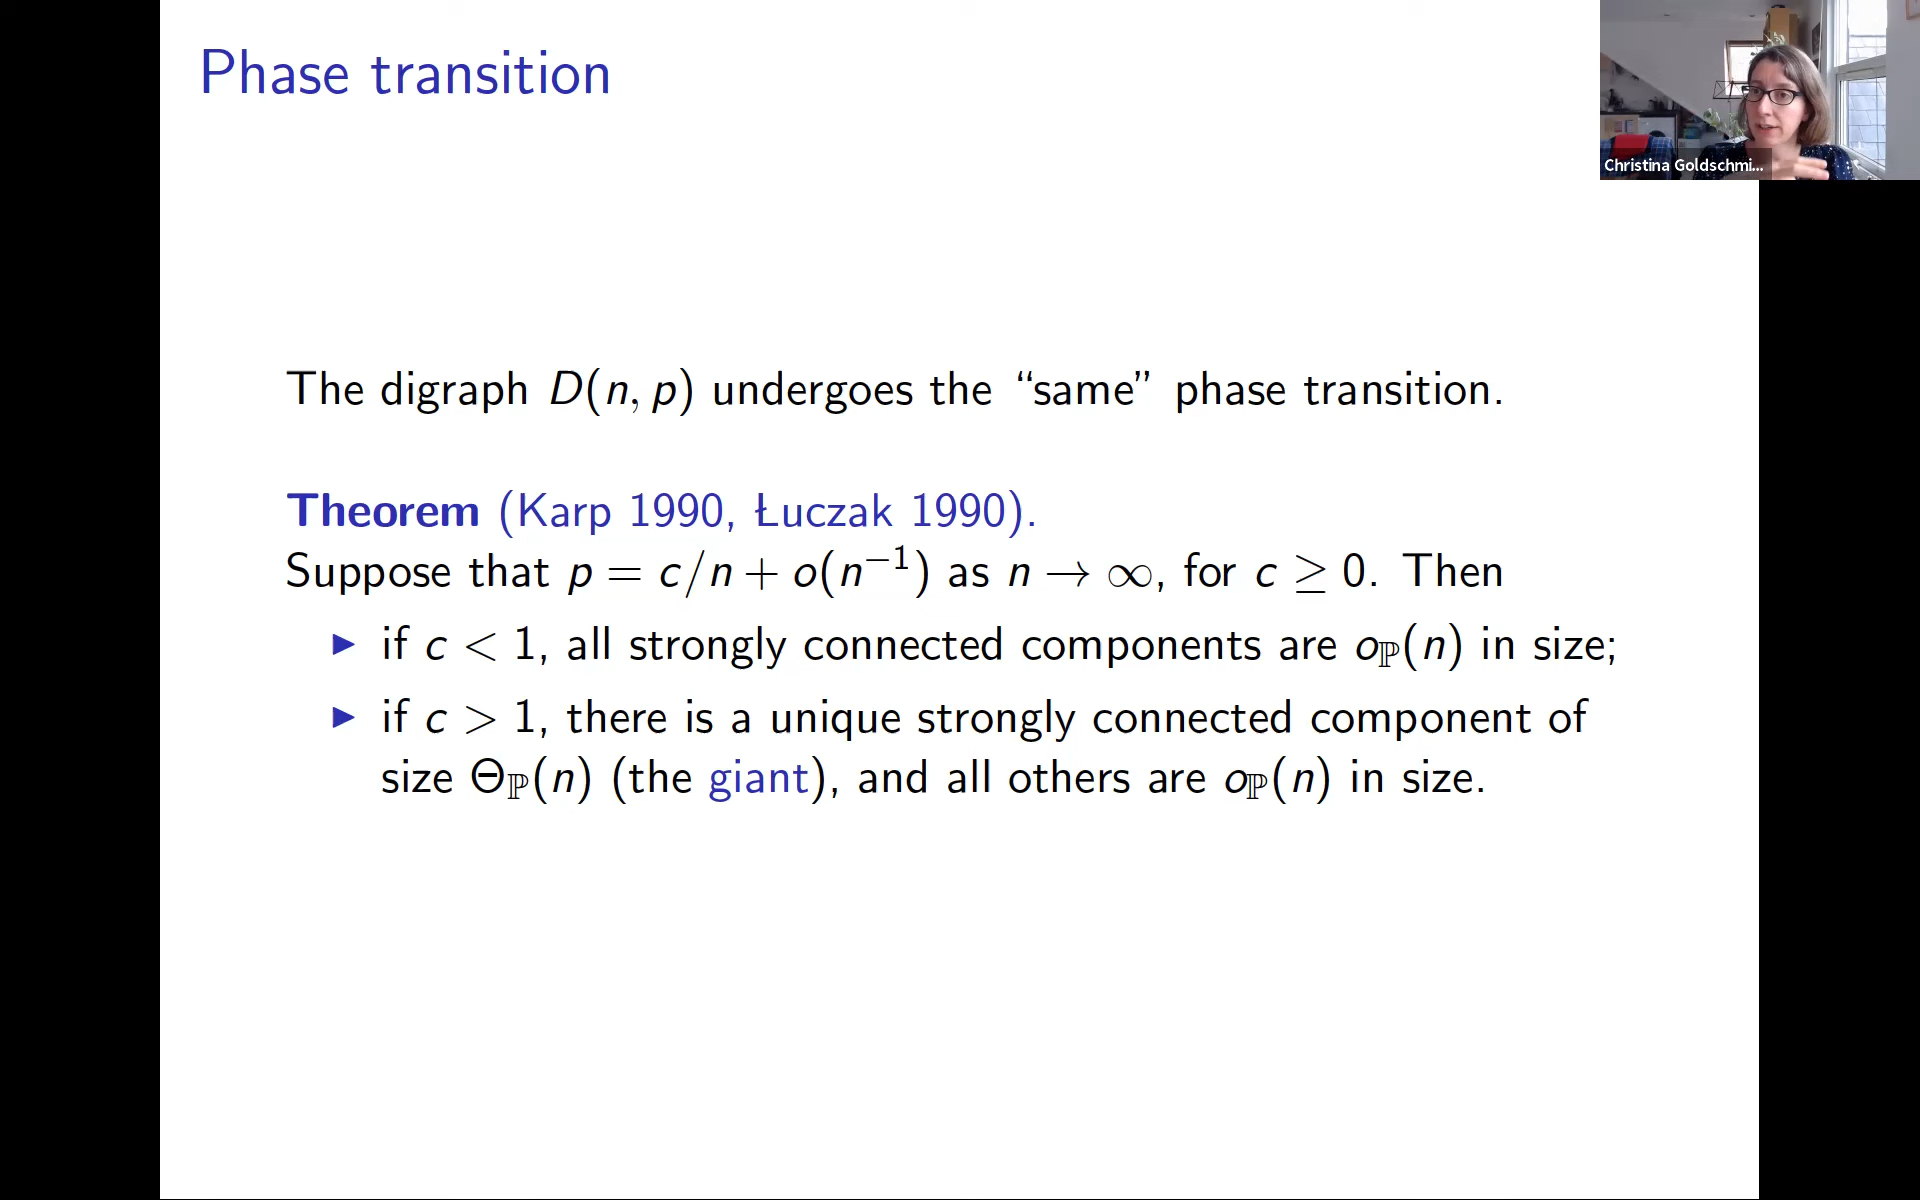 Phase transition
Christina Goldschmi...
The digraph D(n, p) undergoes the “same” phase transition.
Theorem (Karp 1990, Łuczak 1990).
Suppose that p = c/n + o(n⁻¹) as n → ∞, for c ≥ 0. Then
▶ if c < 1, all strongly connected components are o_ℙ(n) in size;
▶ if c > 1, there is a unique strongly connected component of
size Θ_ℙ(n) (the giant), and all others are o_ℙ(n) in size.